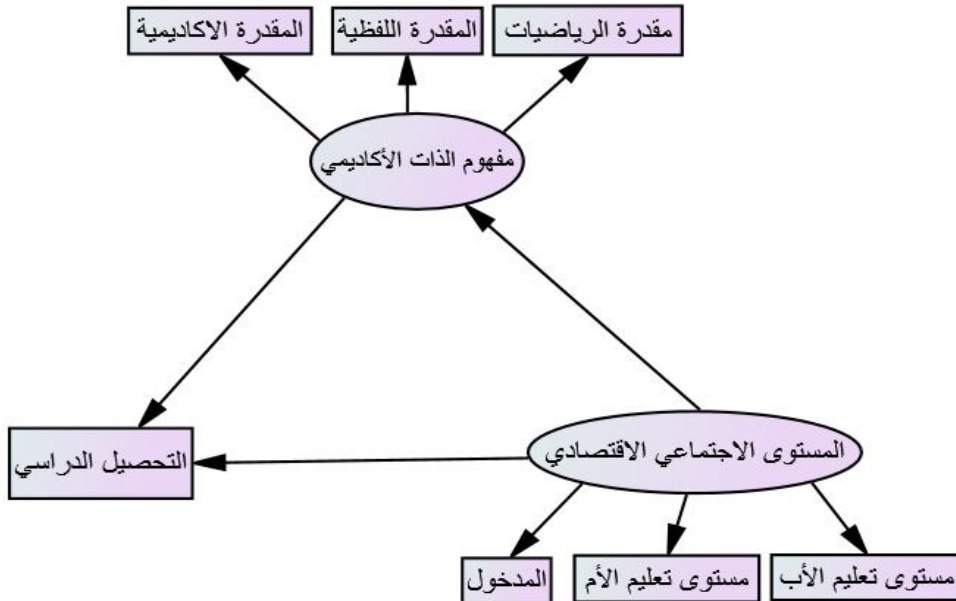 مقدرة الرياضيات
المقدرة اللفظية
المقدرة الاكاديمية
مفهوم الذات الأكاديمي
المستوى الاجتماعي الاقتصادي
التحصيل الدراسي
مستوى تعليم الأب
مستوى تعليم الأم
المدخول